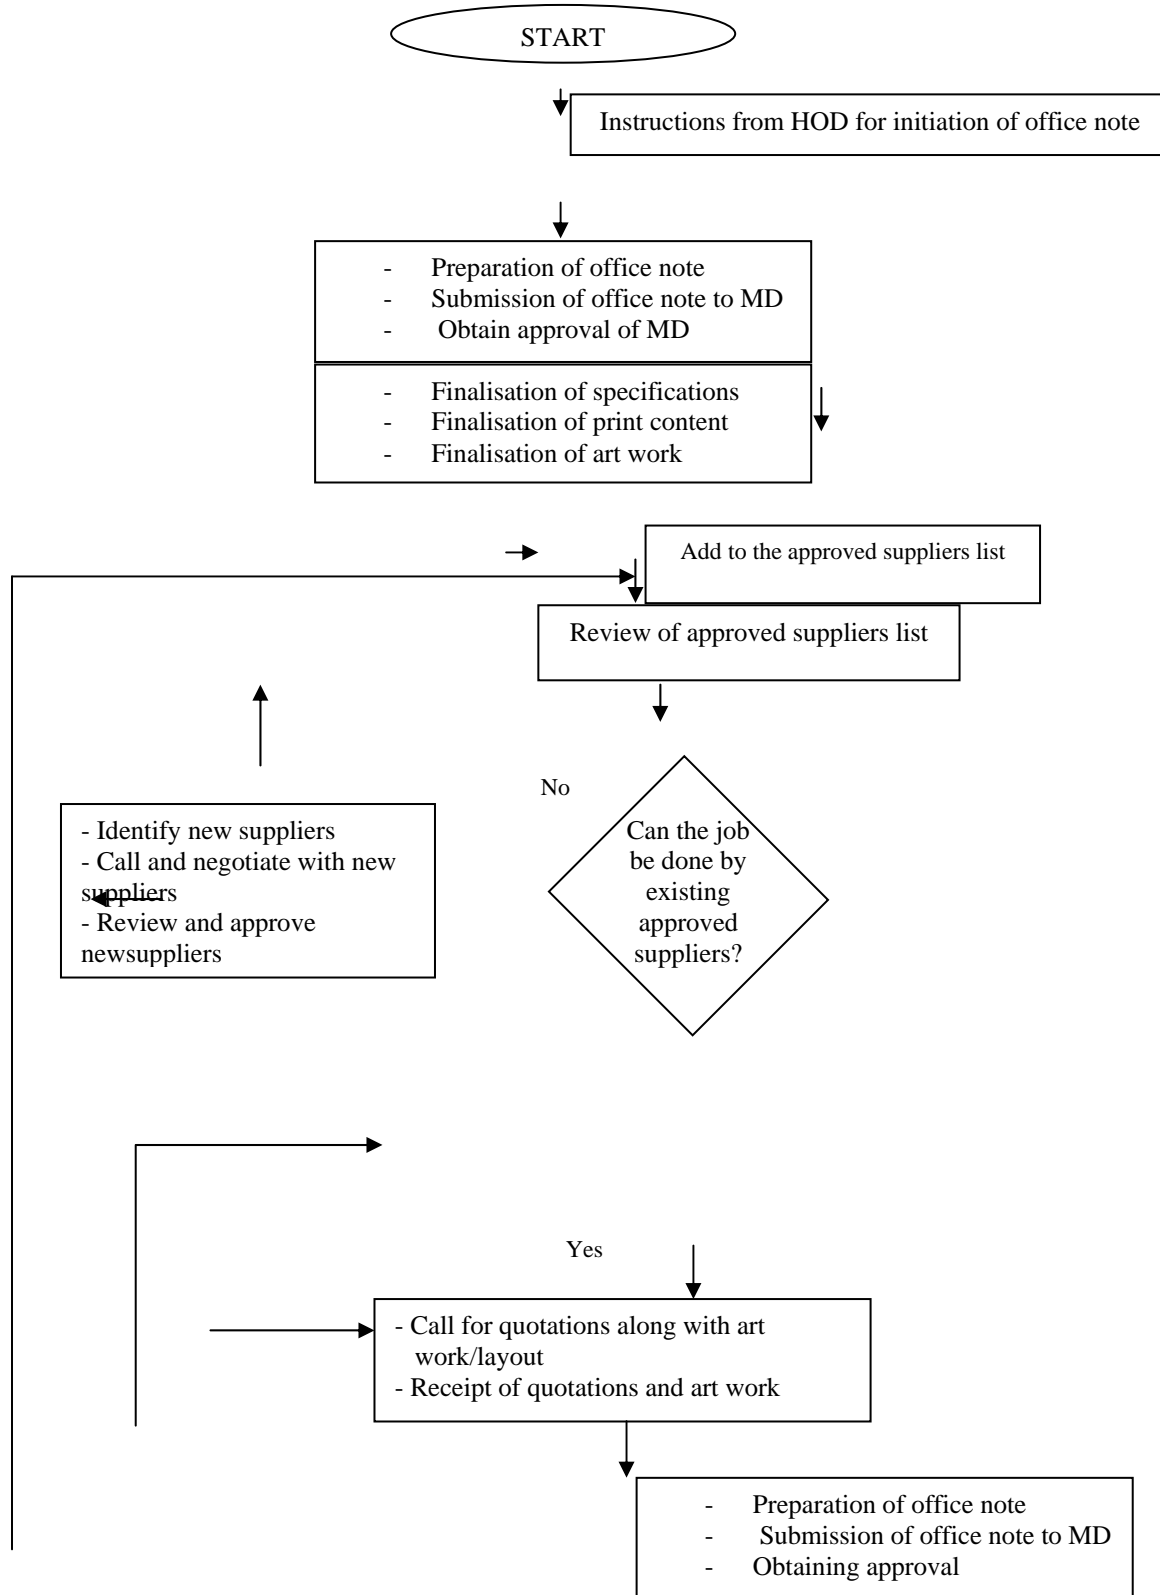 START
Instructions from HOD for initiation of office note
- Preparation of office note
- Submission of office note to MD
- Obtain approval of MD
- Finalisation of specifications
- Finalisation of print content
- Finalisation of art work
Add to the approved suppliers list
Review of approved suppliers list
No
Can the job
be done by
existing
approved
suppliers?
- Identify new suppliers
- Call and negotiate with new
suppliers
- Review and approve
newsuppliers
Yes
- Call for quotations along with art
work/layout
- Receipt of quotations and art work
- Preparation of office note
- Submission of office note to MD
- Obtaining approval